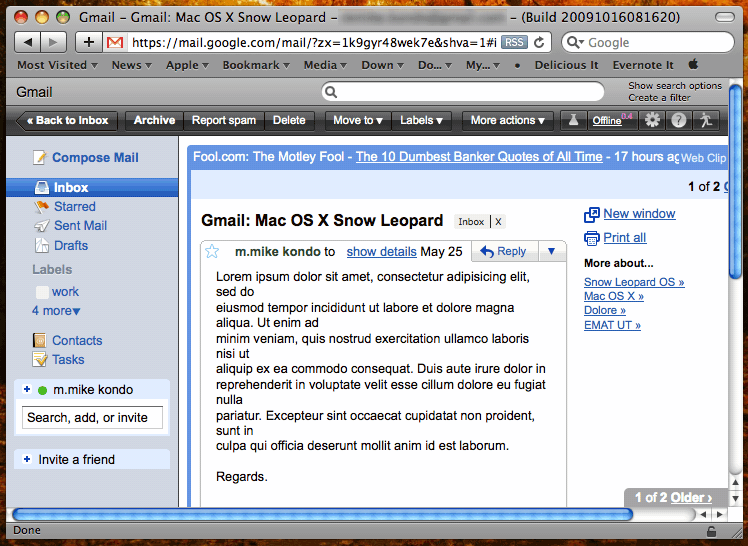 Gmail – Gmail: Mac OS X Snow Leopard – – (Build 20091016081620)
https://mail.google.com/mail/?zx=1k9gyr48wek7e&shva=1#i RSS
Google
Most Visited News Apple Bookmark Media Down Do... My... • Delicious It Evernote It
Gmail
Show search options
Create a filter
« Back to Inbox Archive Report spam Delete Move to Labels More actions Offline 0.4
Compose Mail
Inbox
Starred
Sent Mail
Drafts
Labels
work
4 more
Contacts
Tasks
m.mike kondo
Search, add, or invite
Invite a friend
Fool.com: The Motley Fool - The 10 Dumbest Banker Quotes of All Time - 17 hours ag Web Clip
1 of 2
Gmail: Mac OS X Snow Leopard Inbox X
m.mike kondo to show details May 25 Reply
Lorem ipsum dolor sit amet, consectetur adipisicing elit,
sed do
eiusmod tempor incididunt ut labore et dolore magna
aliqua. Ut enim ad
minim veniam, quis nostrud exercitation ullamco laboris
nisi ut
aliquip ex ea commodo consequat. Duis aute irure dolor in
reprehenderit in voluptate velit esse cillum dolore eu fugiat
nulla
pariatur. Excepteur sint occaecat cupidatat non proident,
sunt in
culpa qui officia deserunt mollit anim id est laborum.
Regards.
New window
Print all
More about...
Snow Leopard OS »
Mac OS X »
Dolore »
EMAT UT »
1 of 2 Older ›
Done